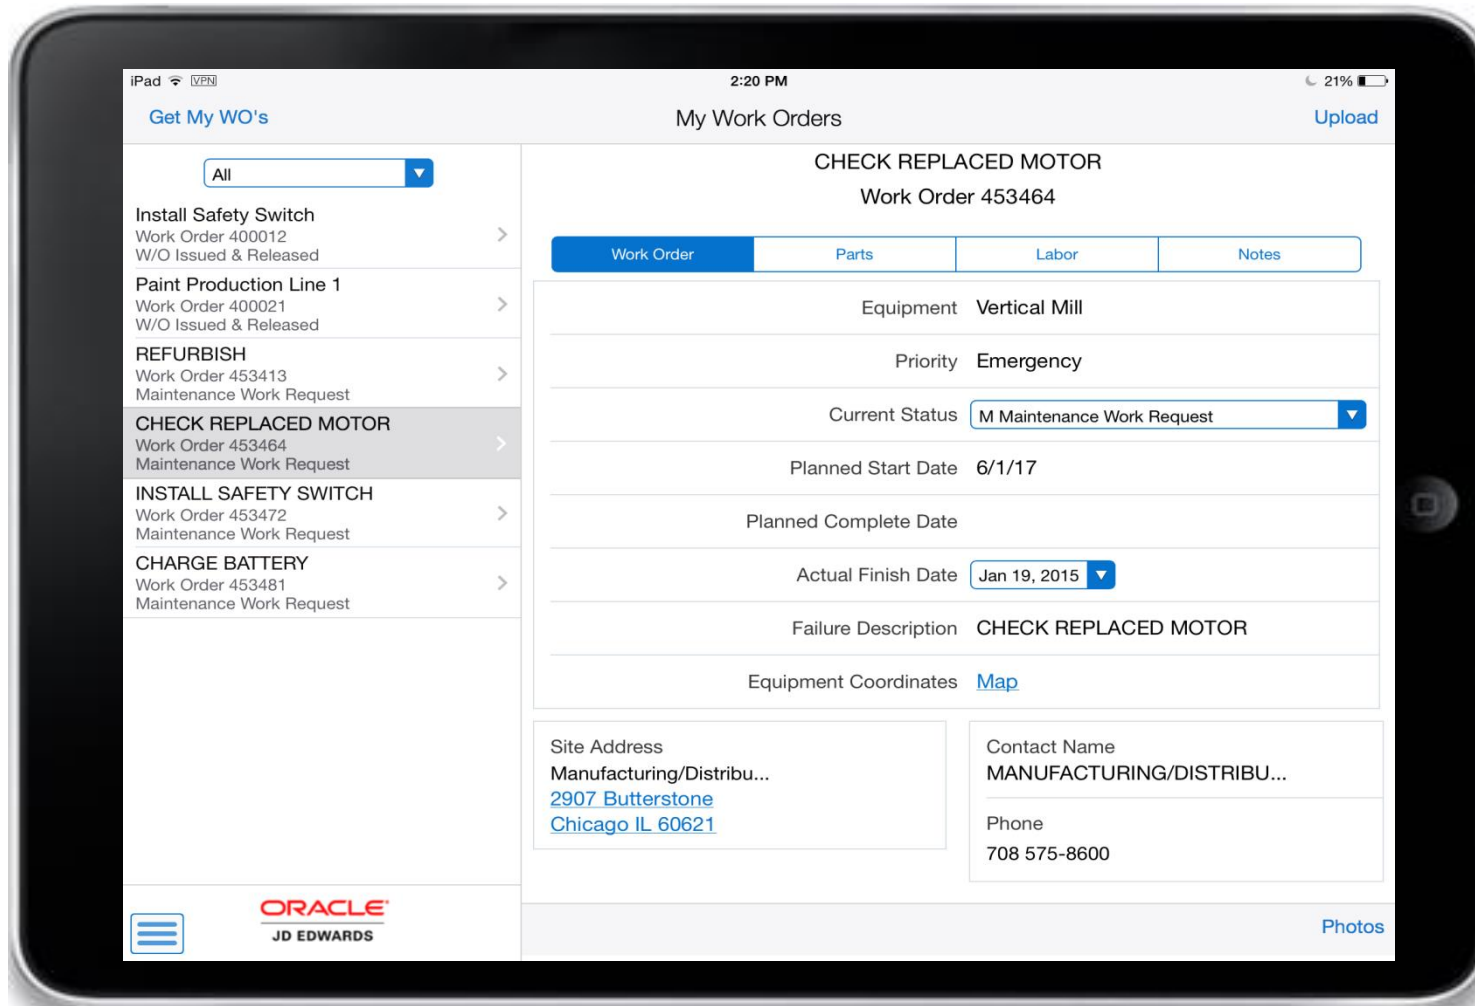 iPad VPN 2:20 PM 21%
Get My WO's My Work Orders Upload
All
Install Safety Switch
Work Order 400012
W/O Issued & Released
Paint Production Line 1
Work Order 400021
W/O Issued & Released
REFURBISH
Work Order 453413
Maintenance Work Request
CHECK REPLACED MOTOR
Work Order 453464
Maintenance Work Request
INSTALL SAFETY SWITCH
Work Order 453472
Maintenance Work Request
CHARGE BATTERY
Work Order 453481
Maintenance Work Request
ORACLE
JD EDWARDS
CHECK REPLACED MOTOR
Work Order 453464
Work Order Parts Labor Notes
Equipment Vertical Mill
Priority Emergency
Current Status M Maintenance Work Request
Planned Start Date 6/1/17
Planned Complete Date
Actual Finish Date Jan 19, 2015
Failure Description CHECK REPLACED MOTOR
Equipment Coordinates Map
Site Address
Manufacturing/Distribu...
2907 Butterstone
Chicago IL 60621
Contact Name
MANUFACTURING/DISTRIBU...
Phone
708 575-8600
Photos